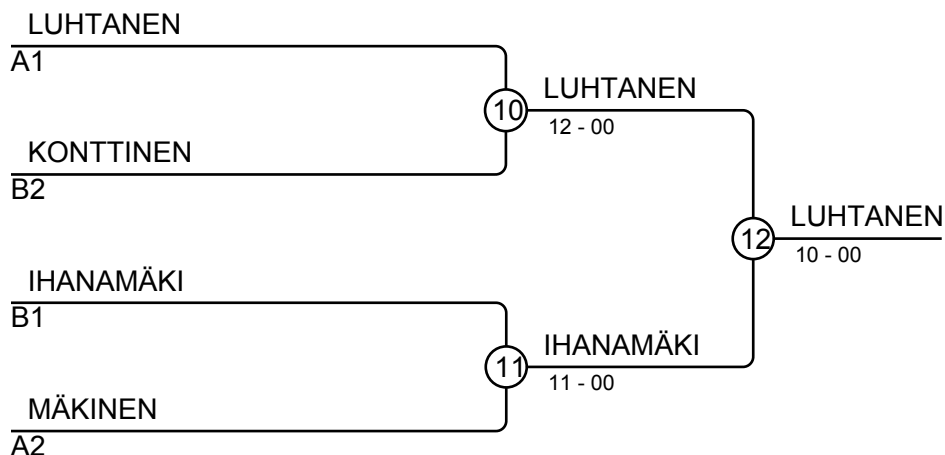 LUHTANEN
A1
10
LUHTANEN
12 - 00
KONTTINEN
B2
12
LUHTANEN
10 - 00
IHANAMÄKI
B1
11
IHANAMÄKI
11 - 00
MÄKINEN
A2